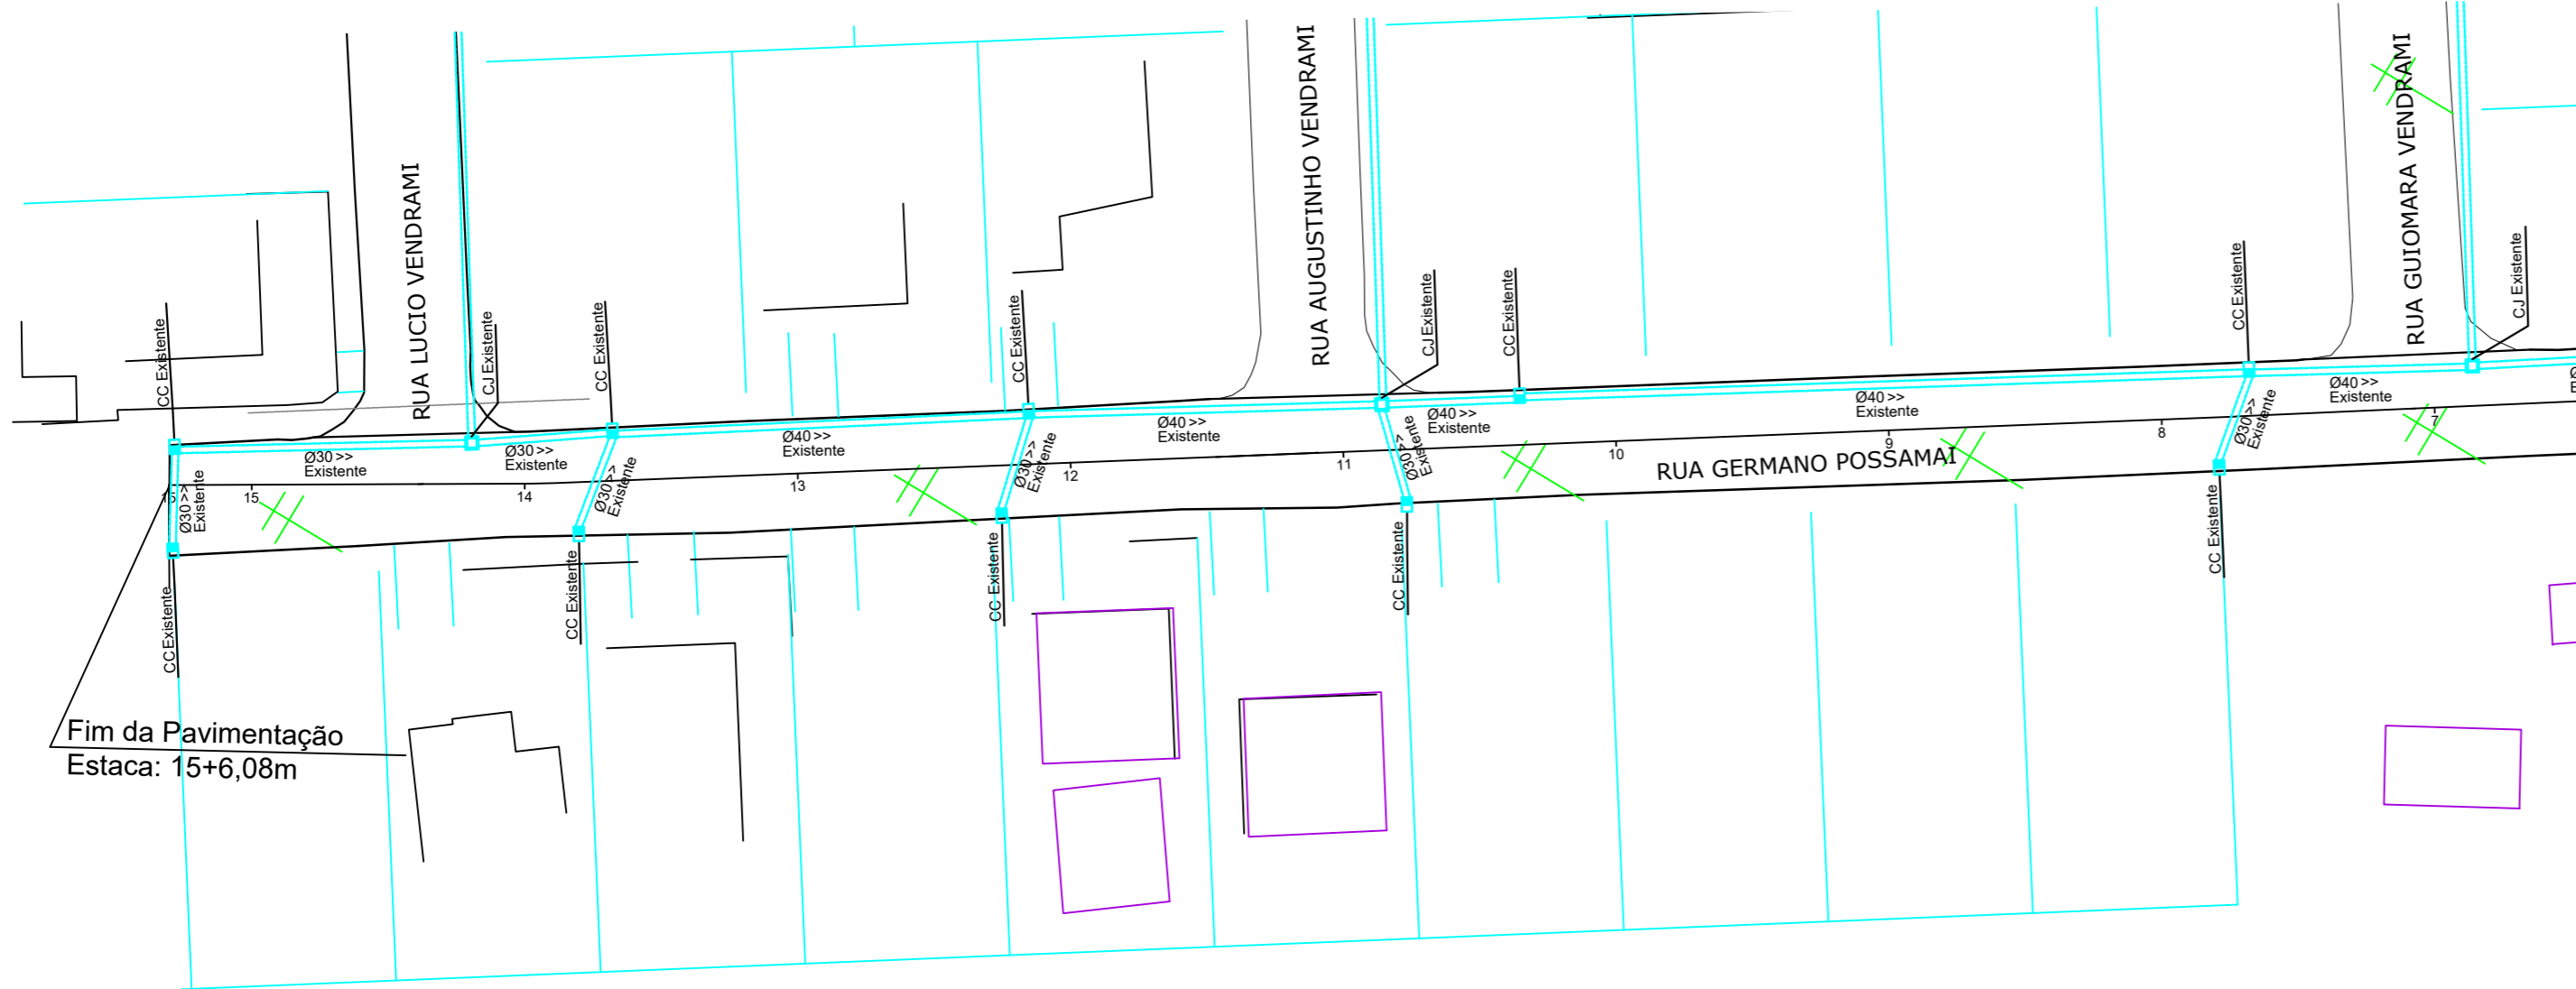 RUA LUCIO VENDRAMI
RUA AUGUSTINHO VENDRAMI
RUA GUIOMARA VENDRAMI
CC Existente
CJ Existente
CC Existente
CC Existente
CJ Existente
CC Existente
CC Existente
CJ Existente
Ø30 >>
Existente
Ø30 >>
Existente
Ø40 >>
Existente
Ø40 >>
Existente
Ø40 >>
Existente
Ø40 >>
Existente
Ø40 >>
Existente
Ø30 >>
Existente
Ø30 >>
Existente
Ø30 >>
Existente
Ø30 >>
Existente
Ø30 >>
Existente
15
14
13
12
11
10
9
8
7
RUA GERMANO POSSAMAI
CC Existente
CC Existente
CC Existente
CC Existente
CC Existente
Fim da Pavimentação
Estaca: 15+6,08m